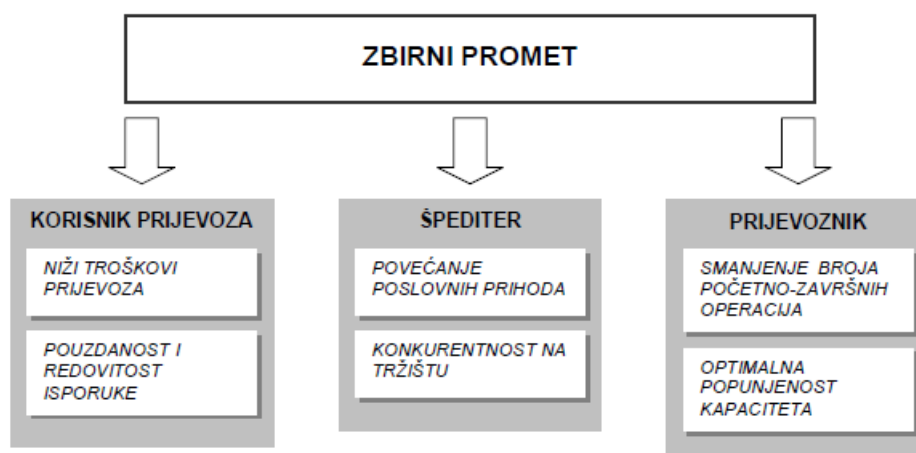 ZBIRNI PROMET
KORISNIK PRIJEVOZA
NIŽI TROŠKOVI
PRIJEVOZA
POUZDANOST I
REDOVITOST
ISPORUKE
ŠPEDITER
POVEĆANJE
POSLOVNIH PRIHODA
KONKURENTNOST NA
TRŽIŠTU
PRIJEVOZNIK
SMANJENJE BROJA
POČETNO-ZAVRŠNIH
OPERACIJA
OPTIMALNA
POPUNJENOST
KAPACITETA